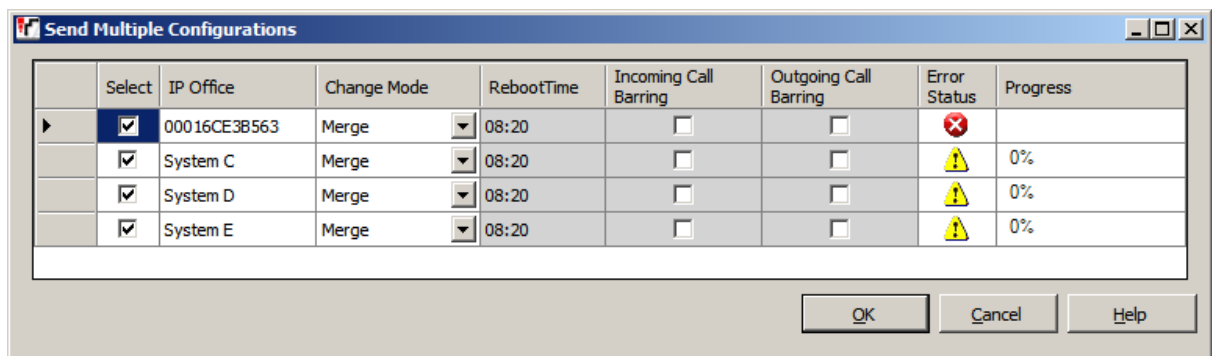 Send Multiple Configurations
Select IP Office Change Mode RebootTime Incoming Call Barring Outgoing Call Barring Error Status Progress
00016CE3B563 Merge 08:20
System C Merge 08:20 0%
System D Merge 08:20 0%
System E Merge 08:20 0%
OK Cancel Help